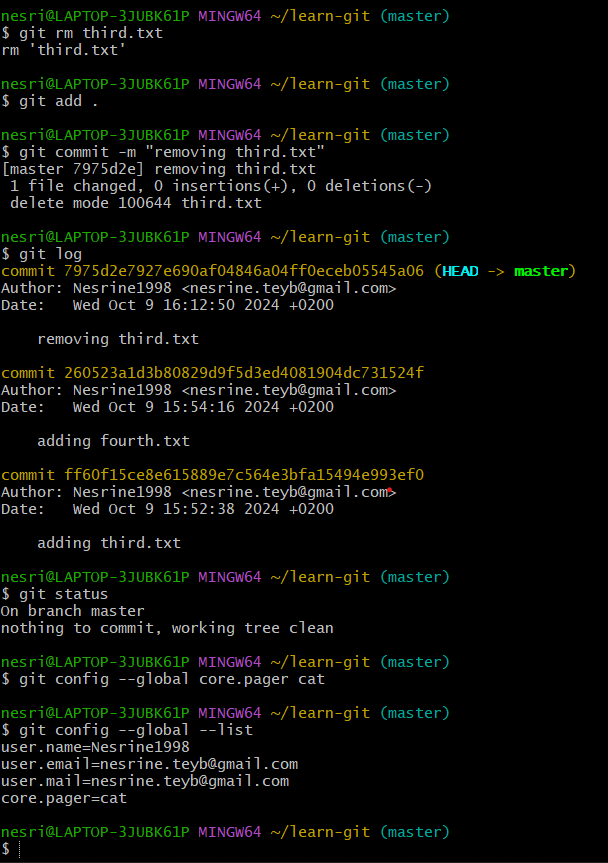 nesri@LAPTOP-3JUBK61P MINGW64 ~/learn-git (master)
$ git rm third.txt
rm 'third.txt'

nesri@LAPTOP-3JUBK61P MINGW64 ~/learn-git (master)
$ git add .

nesri@LAPTOP-3JUBK61P MINGW64 ~/learn-git (master)
$ git commit -m "removing third.txt"
[master 7975d2e] removing third.txt
 1 file changed, 0 insertions(+), 0 deletions(-)
 delete mode 100644 third.txt

nesri@LAPTOP-3JUBK61P MINGW64 ~/learn-git (master)
$ git log
commit 7975d2e7927e690af04846a04ff0eceb05545a06 (HEAD -> master)
Author: Nesrine1998 <nesrine.teyb@gmail.com>
Date:   Wed Oct 9 16:12:50 2024 +0200

    removing third.txt

commit 260523a1d3b80829d9f5d3ed4081904dc731524f
Author: Nesrine1998 <nesrine.teyb@gmail.com>
Date:   Wed Oct 9 15:54:16 2024 +0200

    adding fourth.txt

commit ff60f15ce8e615889e7c564e3bfa15494e993ef0
Author: Nesrine1998 <nesrine.teyb@gmail.com>
Date:   Wed Oct 9 15:52:38 2024 +0200

    adding third.txt

nesri@LAPTOP-3JUBK61P MINGW64 ~/learn-git (master)
$ git status
On branch master
nothing to commit, working tree clean

nesri@LAPTOP-3JUBK61P MINGW64 ~/learn-git (master)
$ git config --global core.pager cat

nesri@LAPTOP-3JUBK61P MINGW64 ~/learn-git (master)
$ git config --global --list
user.name=Nesrine1998
user.email=nesrine.teyb@gmail.com
user.mail=nesrine.teyb@gmail.com
core.pager=cat

nesri@LAPTOP-3JUBK61P MINGW64 ~/learn-git (master)
$